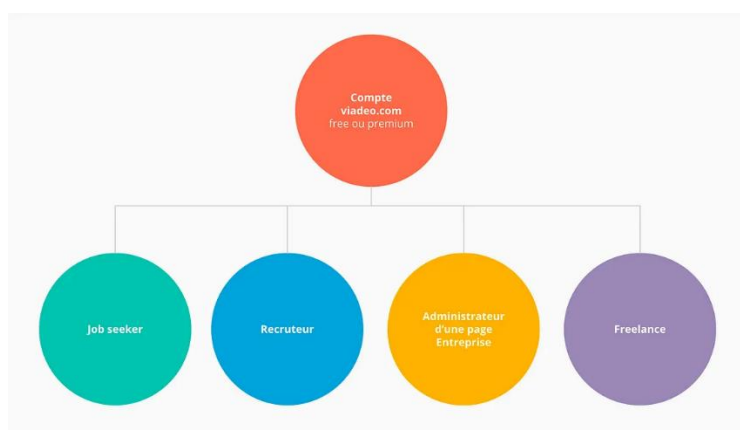 Compte
viadeo.com
free ou premium
Job seeker
Recruteur
Administrateur
d'une page
Entreprise
Freelance